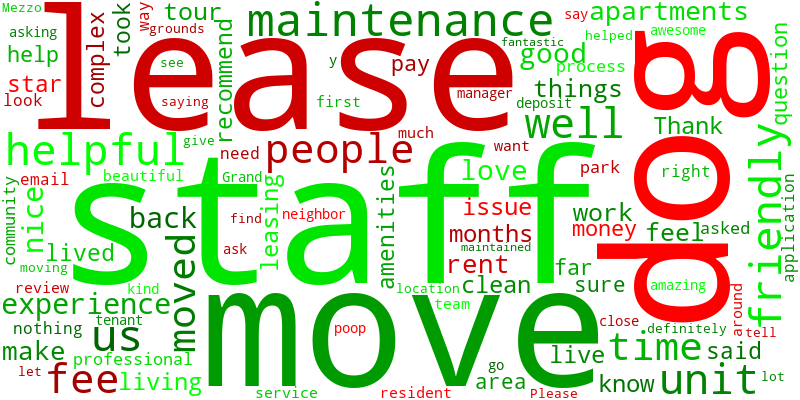 Mezzo
asking
help
star
look
complex
took
way
tour
grounds
see
saying
recommend
maintenance
lease
first
y
pay
much
manager
fantastic
good
deposit
say
helped
apartments
awesome
process
things
well
dog
question
Thank
right
friendly
application
helpful
email
beautiful
give
need
people
Grand
want
love
park
staff
community
nice
lived
moving
review
back
moved
find
ask
leasing
neighbor
amenities
issue
months
maintained
rent
clean
work
money
feel
asked
far
sure
kind
experience
nothing
tenant
us
make
professional
let
fee
living
move
poop
location
team
go
area
service
resident
Please
close
definitely
amazing
around
tell
live
time
said
know
unit
lot